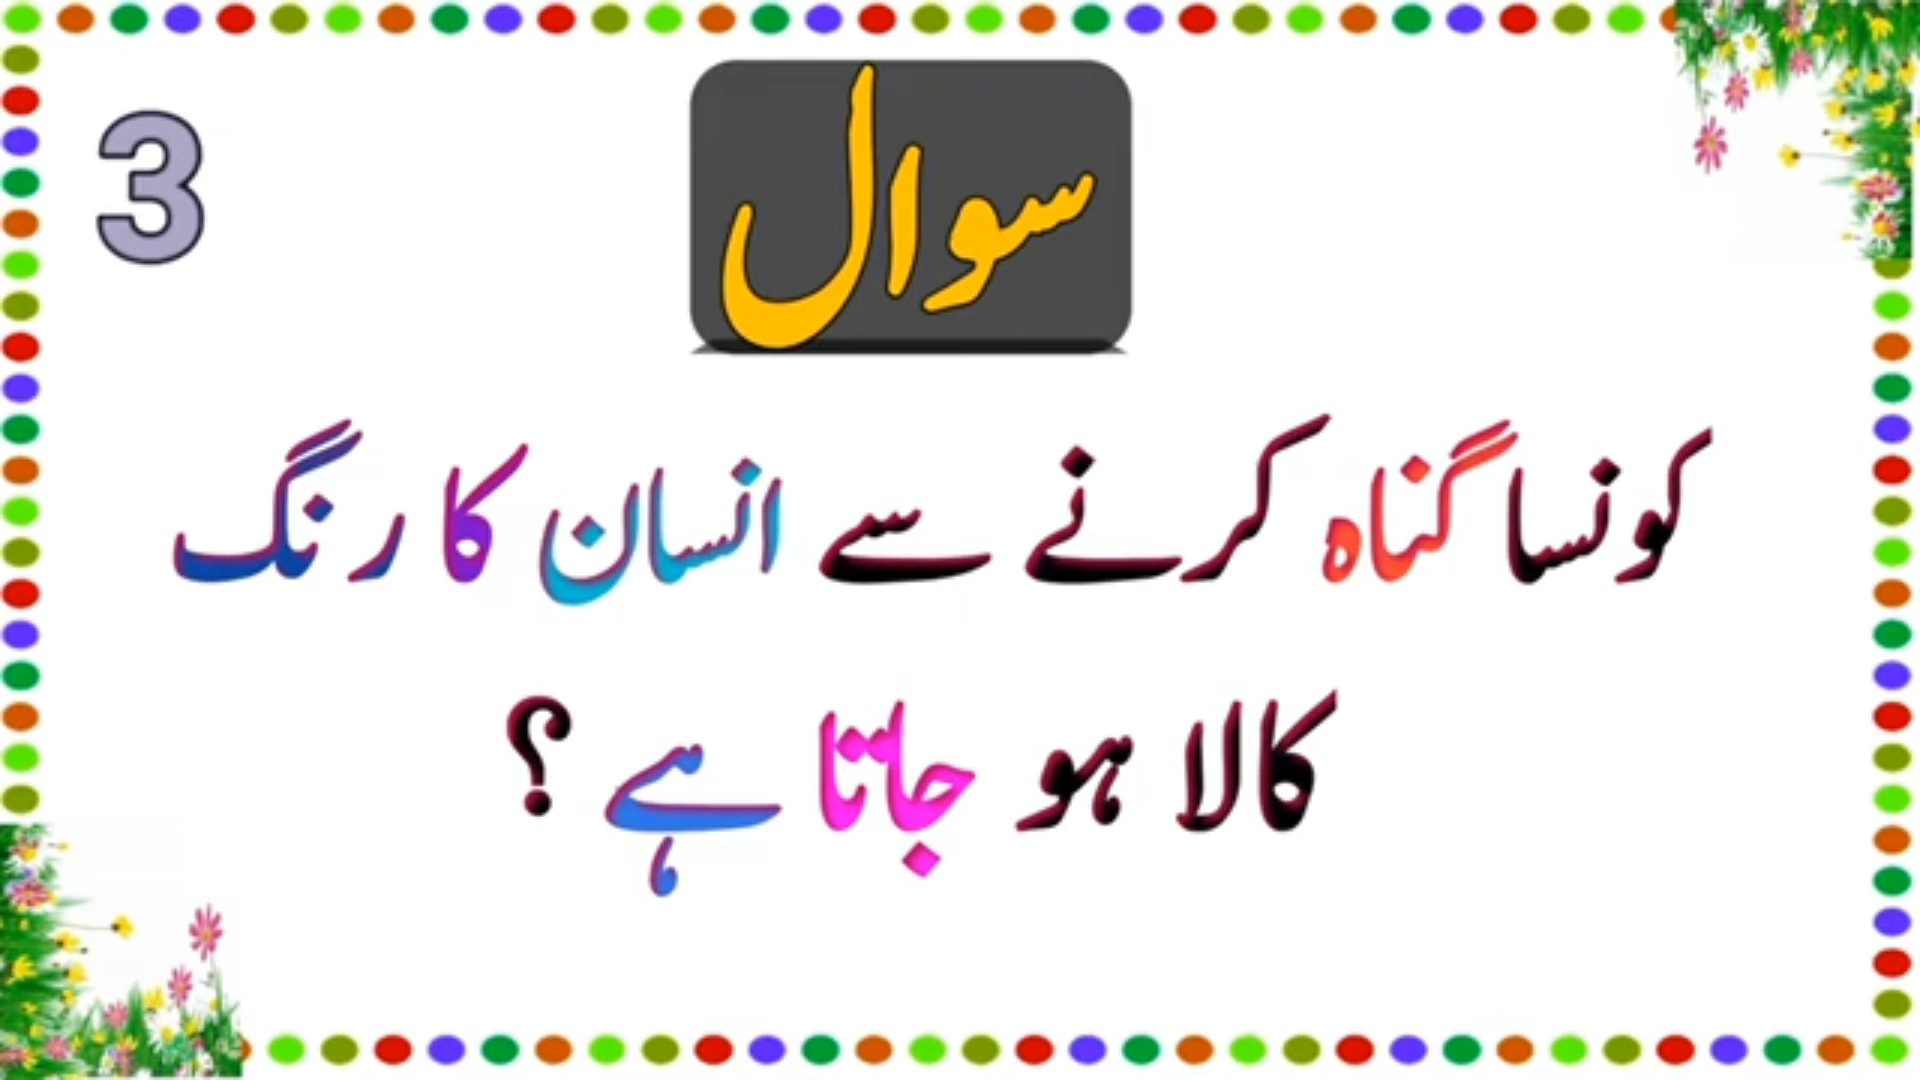 سوال
3
کونسا گناہ کرنے سے انسان کا رنگ
کالا ہو جاتا ہے ؟